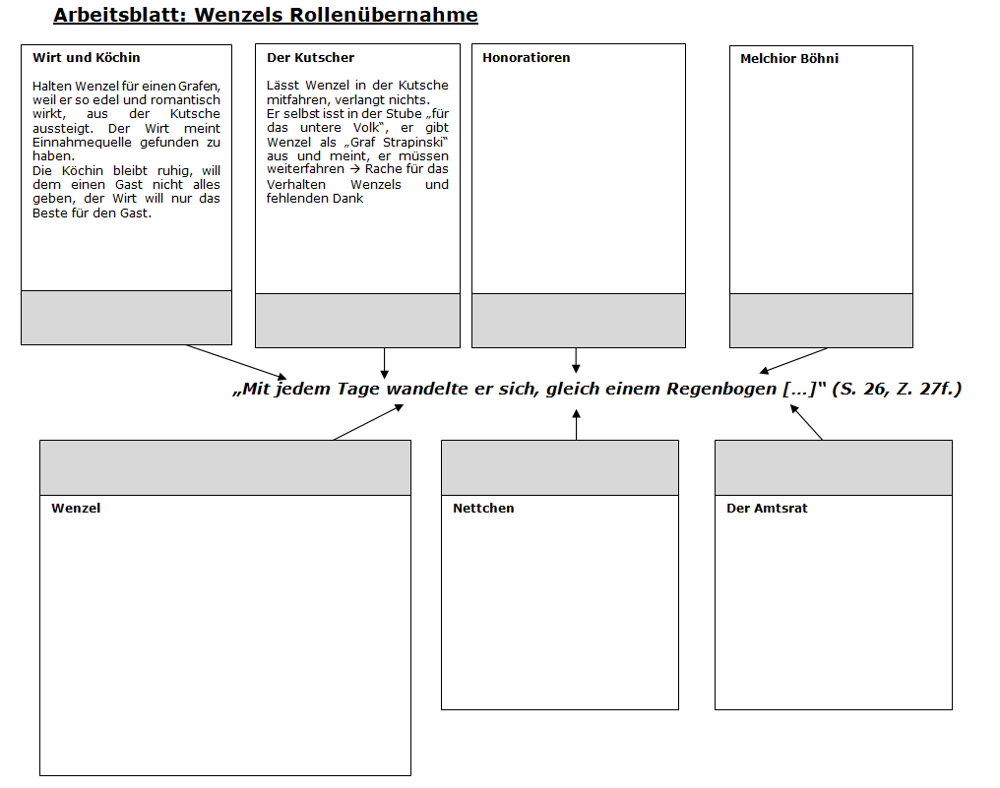 Arbeitsblatt: Wenzels Rollenübernahme
Wirt und Köchin
Halten Wenzel für einen Grafen,
weil er so edel und romantisch
wirkt, aus der Kutsche
aussteigt. Der Wirt meint
Einnahmequelle gefunden zu
haben.
Die Köchin bleibt ruhig, will
dem einen Gast nicht alles
geben, der Wirt will nur das
Beste für den Gast.
Der Kutscher
Lässt Wenzel in der Kutsche
mitfahren, verlangt nichts.
Er selbst isst in der Stube „für
das untere Volk“, er gibt
Wenzel als „Graf Strapinski“
aus und meint, er müssen
weiterfahren → Rache für das
Verhalten Wenzels und
fehlenden Dank
Honoratioren
Melchior Böhni
„Mit jedem Tage wandelte er sich, gleich einem Regenbogen [...]“ (S. 26, Z. 27f.)
Wenzel
Nettchen
Der Amtsrat